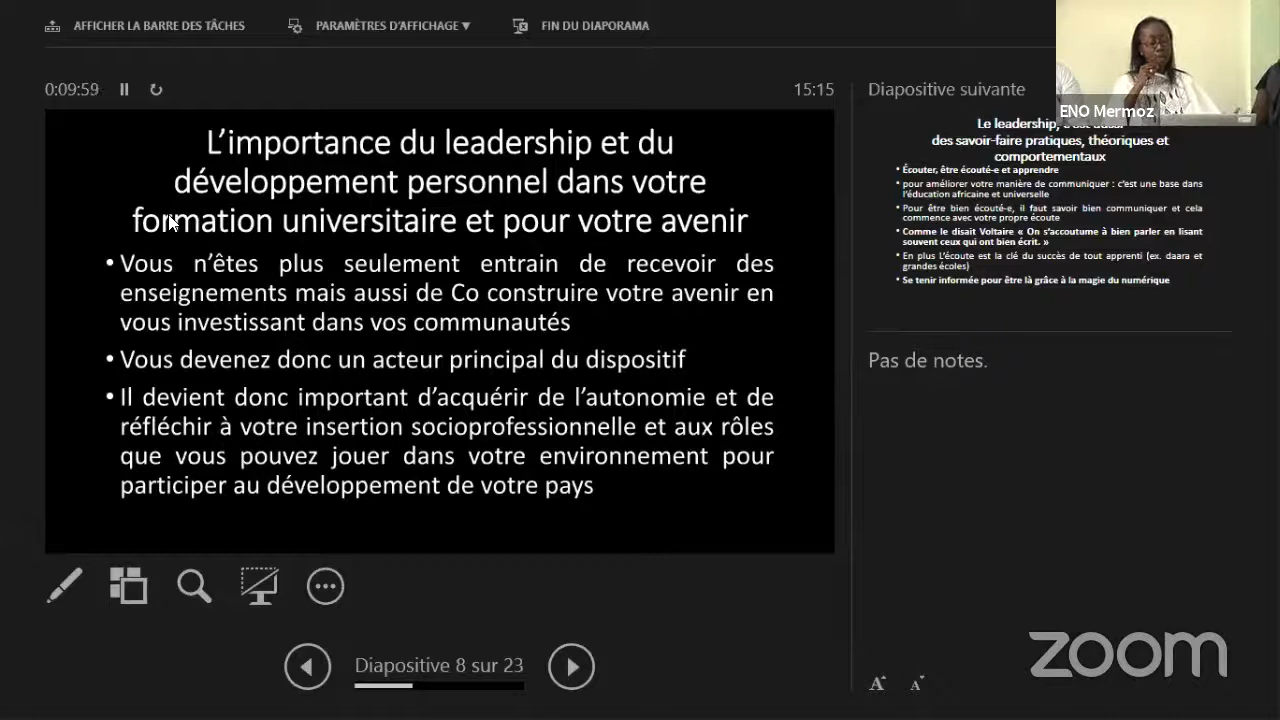 AFFICHER LA BARRE DES TÂCHES
PARAMÈTRES D'AFFICHAGE ▼
FIN DU DIAPORAMA
0:09:59
15:15
L'importance du leadership et du
développement personnel dans votre
formation universitaire et pour votre avenir
• Vous n'êtes plus seulement entrain de recevoir des
enseignements mais aussi de Co construire votre avenir en
vous investissant dans vos communautés
• Vous devenez donc un acteur principal du dispositif
• Il devient donc important d'acquérir de l'autonomie et de
réfléchir à votre insertion socioprofessionnelle et aux rôles
que vous pouvez jouer dans votre environnement pour
participer au développement de votre pays
Diapositive 8 sur 23
Diapositive suivante
ENO Mermoz
Le leadership, c'est aussi
des savoir-faire pratiques, théoriques et
comportementaux
• Écouter, être écouté-e et apprendre
• pour améliorer votre manière de communiquer : c'est une base dans
l'éducation africaine et universelle
• Pour être bien écouté-e, il faut savoir bien communiquer et cela
commence avec votre propre écoute
• Comme le disait Voltaire « On s'accoutume à bien parler en lisant
souvent ceux qui ont bien écrit. »
• En plus L'écoute est la clé du succès de tout apprenti (ex. daara et
grandes écoles)
• Se tenir informée pour être là grâce à la magie du numérique
Pas de notes.
A A
zoom